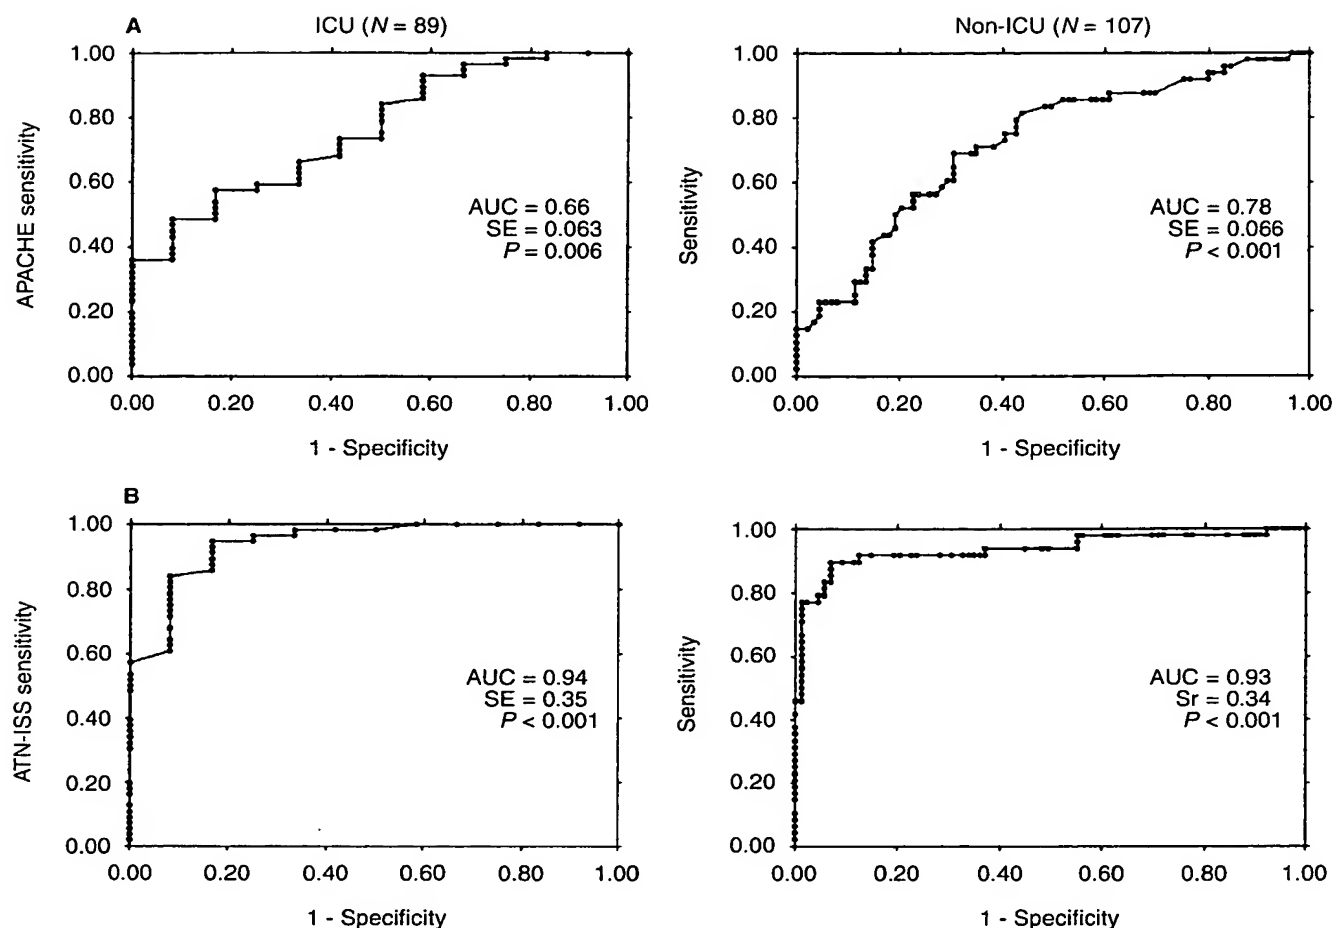 A
ICU (N = 89)
Non-ICU (N = 107)
APACHE sensitivity
1.00
0.80
0.60
0.40
0.20
0.00
AUC = 0.66
SE = 0.063
P = 0.006
0.00 0.20 0.40 0.60 0.80 1.00
1 - Specificity
Sensitivity
1.00
0.80
0.60
0.40
0.20
0.00
AUC = 0.78
SE = 0.066
P < 0.001
0.00 0.20 0.40 0.60 0.80 1.00
1 - Specificity
B
ATN-ISS sensitivity
1.00
0.80
0.60
0.40
0.20
0.00
AUC = 0.94
SE = 0.35
P < 0.001
0.00 0.20 0.40 0.60 0.80 1.00
1 - Specificity
Sensitivity
1.00
0.80
0.60
0.40
0.20
0.00
AUC = 0.93
Sr = 0.34
P < 0.001
0.00 0.20 0.40 0.60 0.80 1.00
1 - Specificity